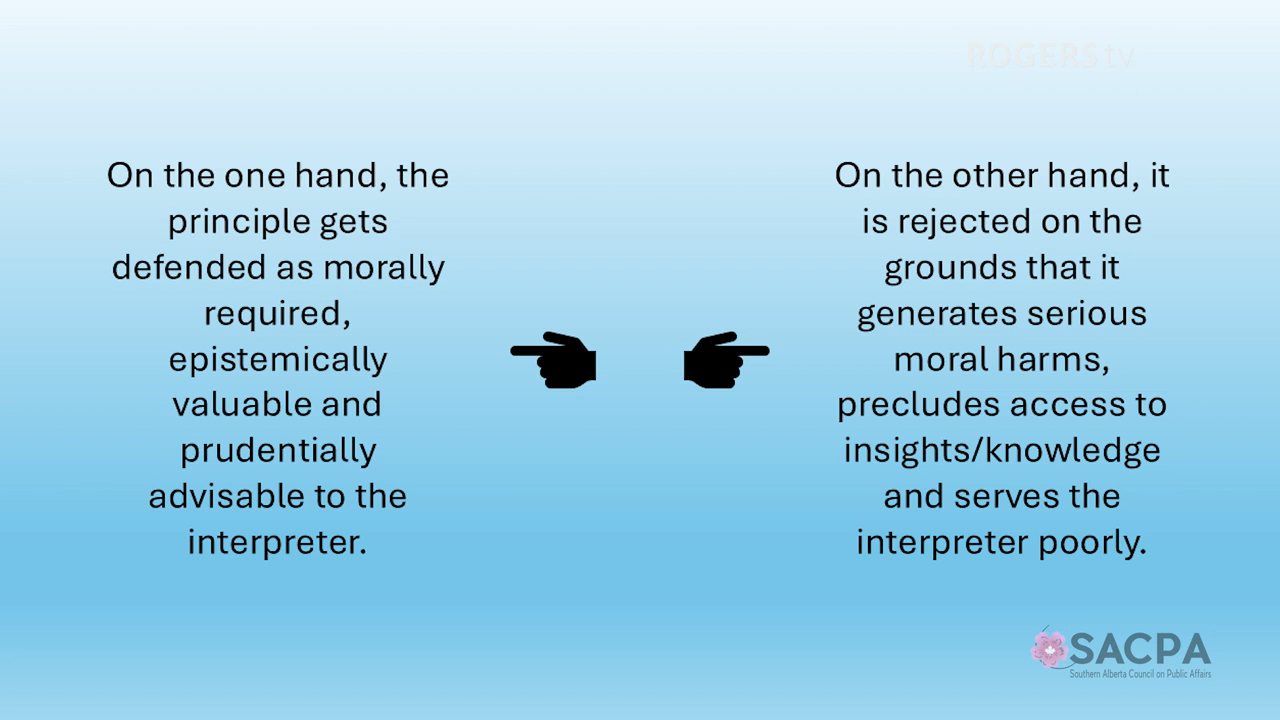 ROGERS tv
On the one hand, the
principle gets
defended as morally
required,
epistemically
valuable and
prudentially
advisable to the
interpreter.
On the other hand, it
is rejected on the
grounds that it
generates serious
moral harms,
precludes access to
insights/knowledge
and serves the
interpreter poorly.
SACPA
Southern Alberta Council on Public Affairs